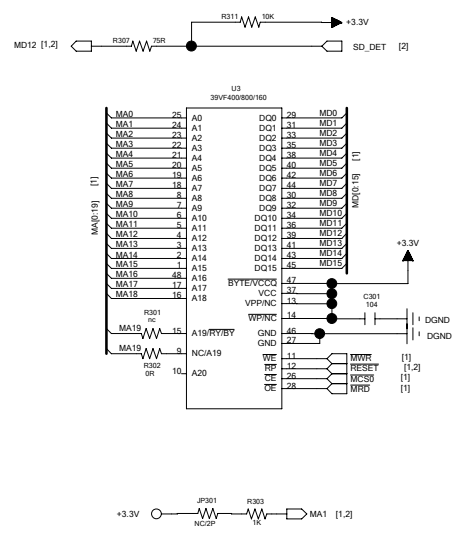 R311 10K +3.3V
MD12 [1,2] R307 75R SD_DET [2]
U3
39VF400/800/160
MA0 25 A0 DQ0 29 MD0
MA1 24 A1 DQ1 31 MD1
MA2 23 A2 DQ2 33 MD2
MA3 22 A3 DQ3 35 MD3
MA4 21 A4 DQ4 38 MD4
MA5 20 A5 DQ5 40 MD5
MA6 19 A6 DQ6 42 MD6
MA7 18 A7 DQ7 44 MD7
MA8 8 A8 DQ8 30 MD8
MA9 7 A9 DQ9 32 MD9
MA10 6 A10 DQ10 34 MD10
MA11 5 A11 DQ11 36 MD11
MA12 4 A12 DQ12 39 MD12
MA13 3 A13 DQ13 41 MD13
MA14 2 A14 DQ14 43 MD14
MA15 1 A15 DQ15 45 MD15
MA16 48 A16
MA17 17 A17
MA18 16 A18
MA[0:19] [1]
MD[0:15] [1]
+3.3V
BYTE/VCCQ 47
VCC 37
VPP/NC 13
WP/NC 14
C301
104
DGND
R301
nc
MA19 15 A19/RY/BY
GND 46
GND 27
DGND
MA19 9 NC/A19
R302
0R
10 A20
WE 11 MWR [1]
RP 12 RESET [1,2]
CE 26 MCS0 [1]
OE 28 MRD [1]
+3.3V JP301 NC/2P R303 1K MA1 [1,2]